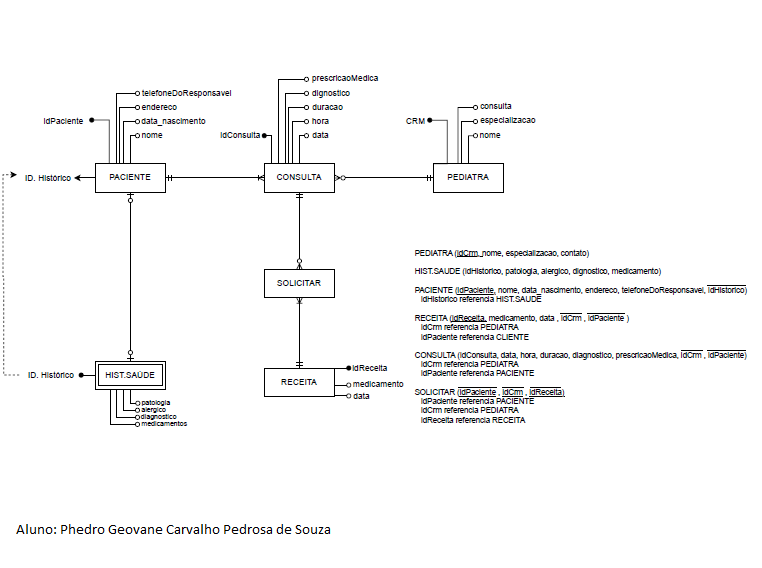 prescricaoMedica
telefoneDoResponsavel
dignostico
endereco
duracao
consulta
IdPaciente
data_nascimento
hora
CRM
especializacao
nome
IdConsulta
data
nome
ID. Histórico
PACIENTE
CONSULTA
PEDIATRA
PEDIATRA (idCrm, nome, especializacao, contato)
HIST.SAUDE (idHistorico, patologia, alergico, dignostico, medicamento)
SOLICITAR
PACIENTE (idPaciente, nome, data_nascimento, endereco, telefoneDoResponsavel, idHistorico)
idHistorico referencia HIST.SAUDE
RECEITA (idReceita, medicamento, data , idCrm , idPaciente )
idCrm referencia PEDIATRA
idPaciente referencia CLIENTE
CONSULTA (idConsulta, data, hora, duracao, diagnostico, prescricaoMedica, idCrm , idPaciente)
idCrm referencia PEDIATRA
idPaciente referencia PACIENTE
ID. Histórico
HIST.SAÚDE
RECEITA
idReceita
medicamento
data
SOLICITAR (idPaciente , idCrm , idReceita)
idPaciente referencia PACIENTE
idCrm referencia PEDIATRA
idReceita referencia RECEITA
patologia
alergico
diagnostico
medicamentos
Aluno: Phedro Geovane Carvalho Pedrosa de Souza